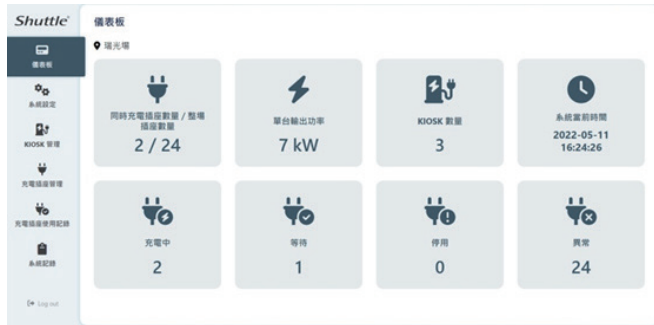 Shuttle
儀表板
系統設定
KIOSK 管理
充電插座管理
充電插座使用記錄
系統記錄
Log out
儀表板
瑞光場
同時充電插座數量 / 整場
插座數量
2 / 24
單台輸出功率
7 kW
KIOSK 數量
3
系統當前時間
2022-05-11
16:24:26
充電中
2
等待
1
停用
0
異常
24